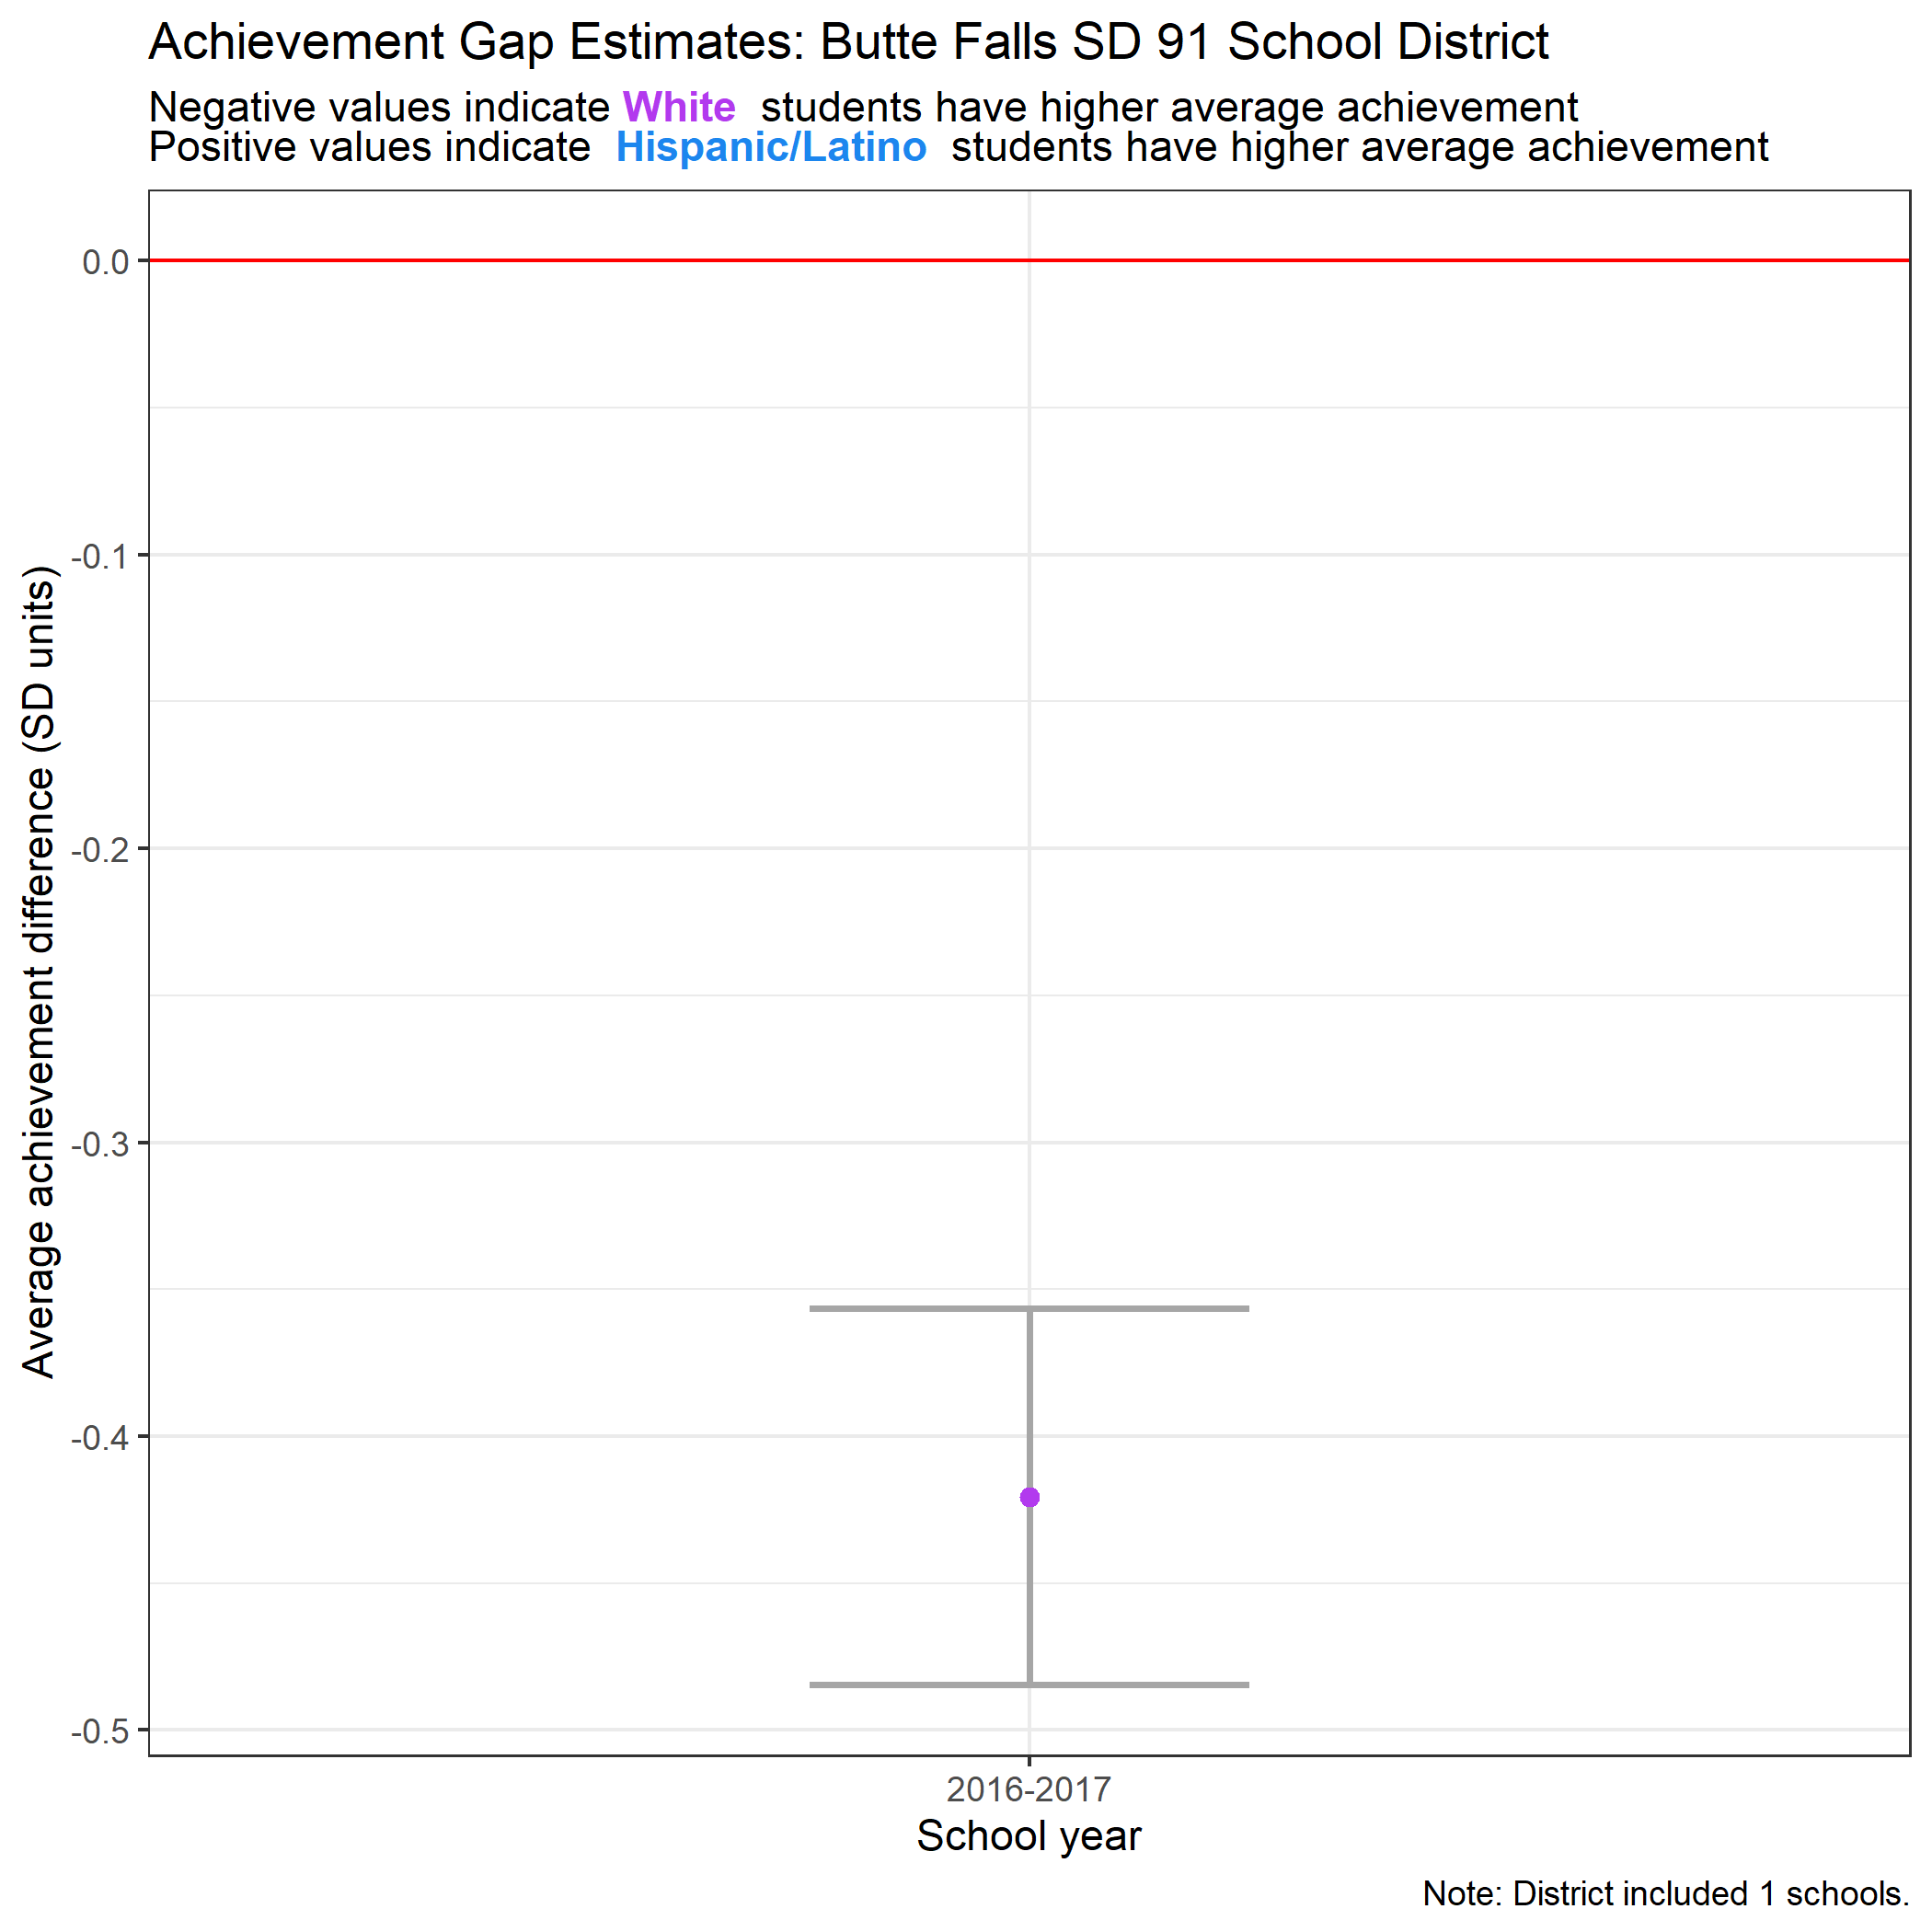 Achievement Gap Estimates: Butte Falls SD 91 School District
Negative values indicate White students have higher average achievement
Positive values indicate Hispanic/Latino students have higher average achievement
Average achievement difference (SD units)
0.0
-0.1
-0.2
-0.3
-0.4
-0.5
2016-2017
School year
Note: District included 1 schools.